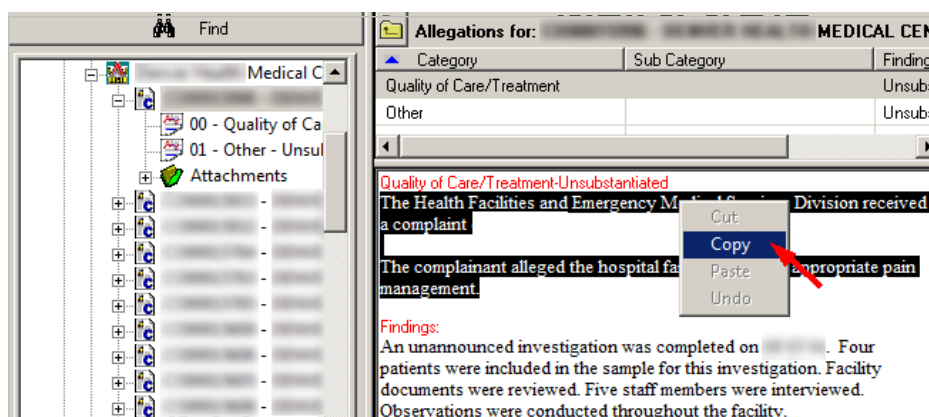 Find
Medical C
00 - Quality of Ca
01 - Other - Unsul
Attachments
-
-
-
-
-
-
-
-
-
Allegations for: MEDICAL CEN
Category Sub Category Finding
Quality of Care/Treatment Unsub
Other Unsub
Quality of Care/Treatment-Unsubstantiated
The Health Facilities and Emergency Division received
a complaint
The complainant alleged the hospital appropriate pain
management.
Cut
Copy
Paste
Undo
Findings:
An unannounced investigation was completed on . Four
patients were included in the sample for this investigation. Facility
documents were reviewed. Five staff members were interviewed.
Observations were conducted throughout the facility.